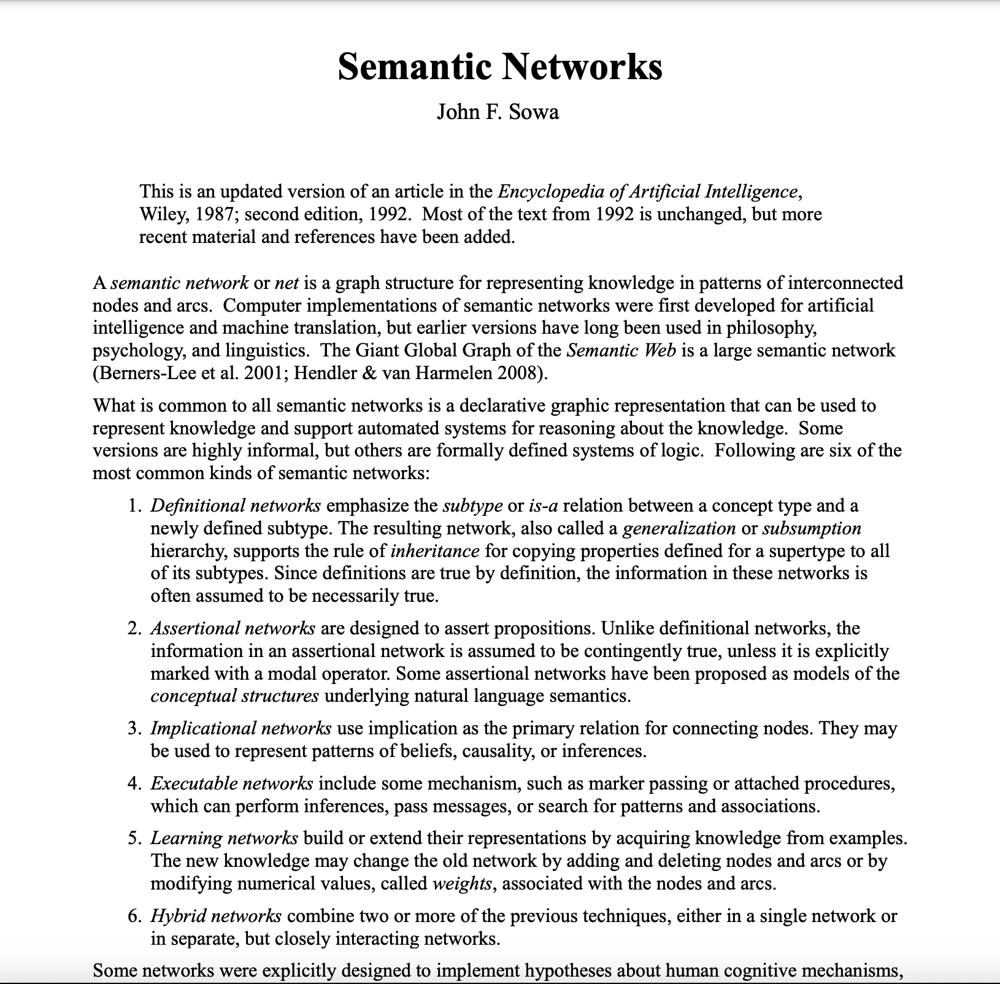 Semantic Networks
John F. Sowa
This is an updated version of an article in the Encyclopedia of Artificial Intelligence,
Wiley, 1987; second edition, 1992.  Most of the text from 1992 is unchanged, but more
recent material and references have been added.
A semantic network or net is a graph structure for representing knowledge in patterns of interconnected
nodes and arcs.  Computer implementations of semantic networks were first developed for artificial
intelligence and machine translation, but earlier versions have long been used in philosophy,
psychology, and linguistics.  The Giant Global Graph of the Semantic Web is a large semantic network
(Berners-Lee et al. 2001; Hendler & van Harmelen 2008).
What is common to all semantic networks is a declarative graphic representation that can be used to
represent knowledge and support automated systems for reasoning about the knowledge.  Some
versions are highly informal, but others are formally defined systems of logic.  Following are six of the
most common kinds of semantic networks:
1. Definitional networks emphasize the subtype or is-a relation between a concept type and a
newly defined subtype. The resulting network, also called a generalization or subsumption
hierarchy, supports the rule of inheritance for copying properties defined for a supertype to all
of its subtypes. Since definitions are true by definition, the information in these networks is
often assumed to be necessarily true.
2. Assertional networks are designed to assert propositions. Unlike definitional networks, the
information in an assertional network is assumed to be contingently true, unless it is explicitly
marked with a modal operator. Some assertional networks have been proposed as models of the
conceptual structures underlying natural language semantics.
3. Implicational networks use implication as the primary relation for connecting nodes. They may
be used to represent patterns of beliefs, causality, or inferences.
4. Executable networks include some mechanism, such as marker passing or attached procedures,
which can perform inferences, pass messages, or search for patterns and associations.
5. Learning networks build or extend their representations by acquiring knowledge from examples.
The new knowledge may change the old network by adding and deleting nodes and arcs or by
modifying numerical values, called weights, associated with the nodes and arcs.
6. Hybrid networks combine two or more of the previous techniques, either in a single network or
in separate, but closely interacting networks.
Some networks were explicitly designed to implement hypotheses about human cognitive mechanisms,